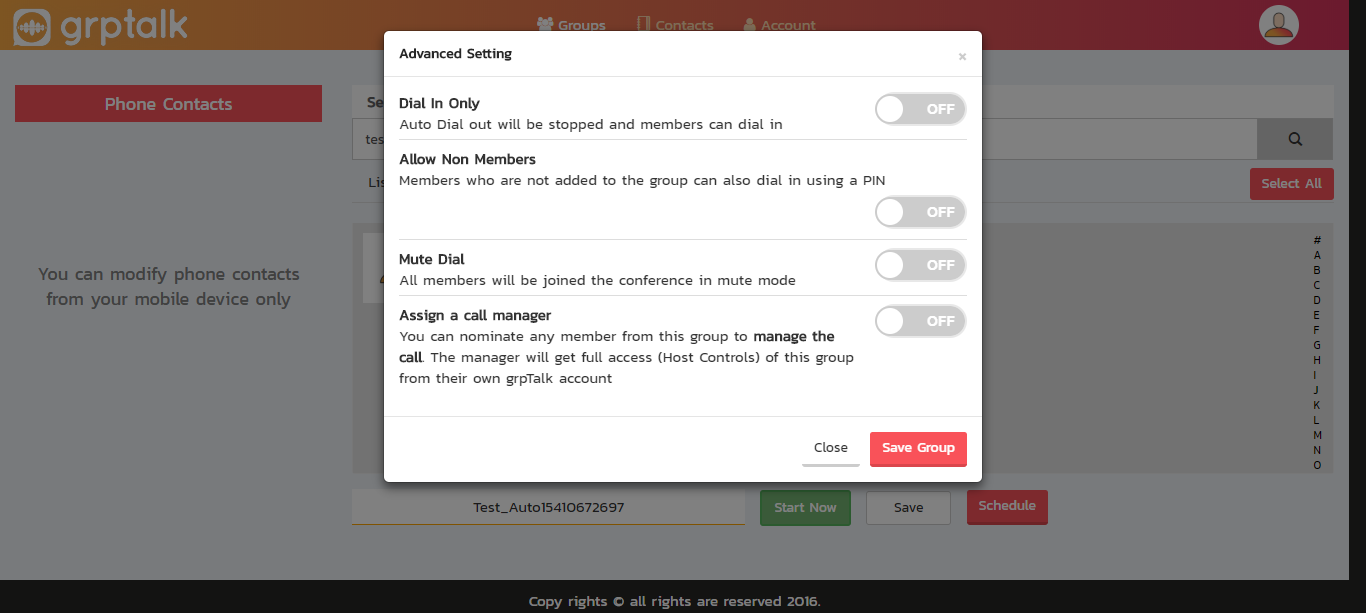 grptalk
Groups
Contacts
Account
Advanced Setting
×
Phone Contacts
Se
Dial In Only
OFF
Auto Dial out will be stopped and members can dial in
tes
Allow Non Members
Members who are not added to the group can also dial in using a PIN
Lis
Select All
OFF
You can modify phone contacts
from your mobile device only
Mute Dial
OFF
All members will be joined the conference in mute mode
Assign a call manager
OFF
You can nominate any member from this group to manage the
call. The manager will get full access (Host Controls) of this group
from their own grpTalk account
#
A
B
C
D
E
F
G
H
I
J
K
L
M
N
O
Close
Save Group
Test_Auto15410672697
Start Now
Save
Schedule
Copy rights © all rights are reserved 2016.